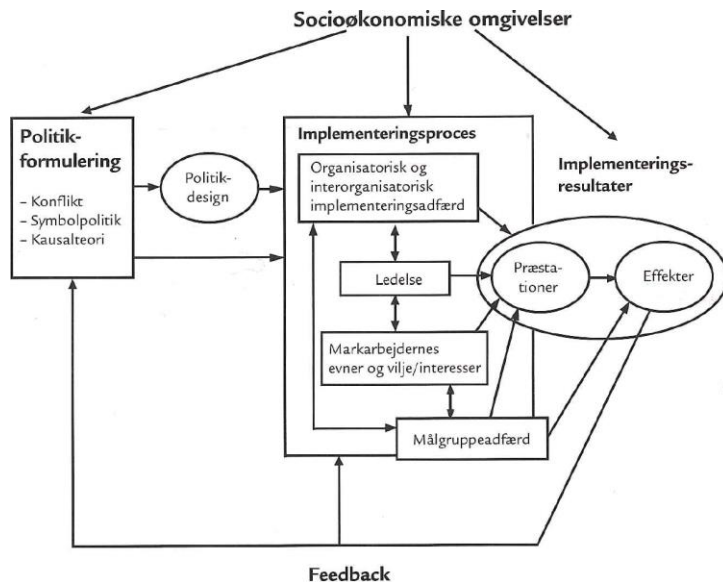 Socioøkonomiske omgivelser
Politik-
formulering
– Konflikt
– Symbolpolitik
– Kausalteori
Politik-
design
Implementeringsproces
Organisatorisk og
interorganisatorisk
implementeringsadfærd
Ledelse
Markarbejdernes
evner og vilje/interesser
Målgruppeadfærd
Implementerings-
resultater
Præsta-
tioner
Effekter
Feedback